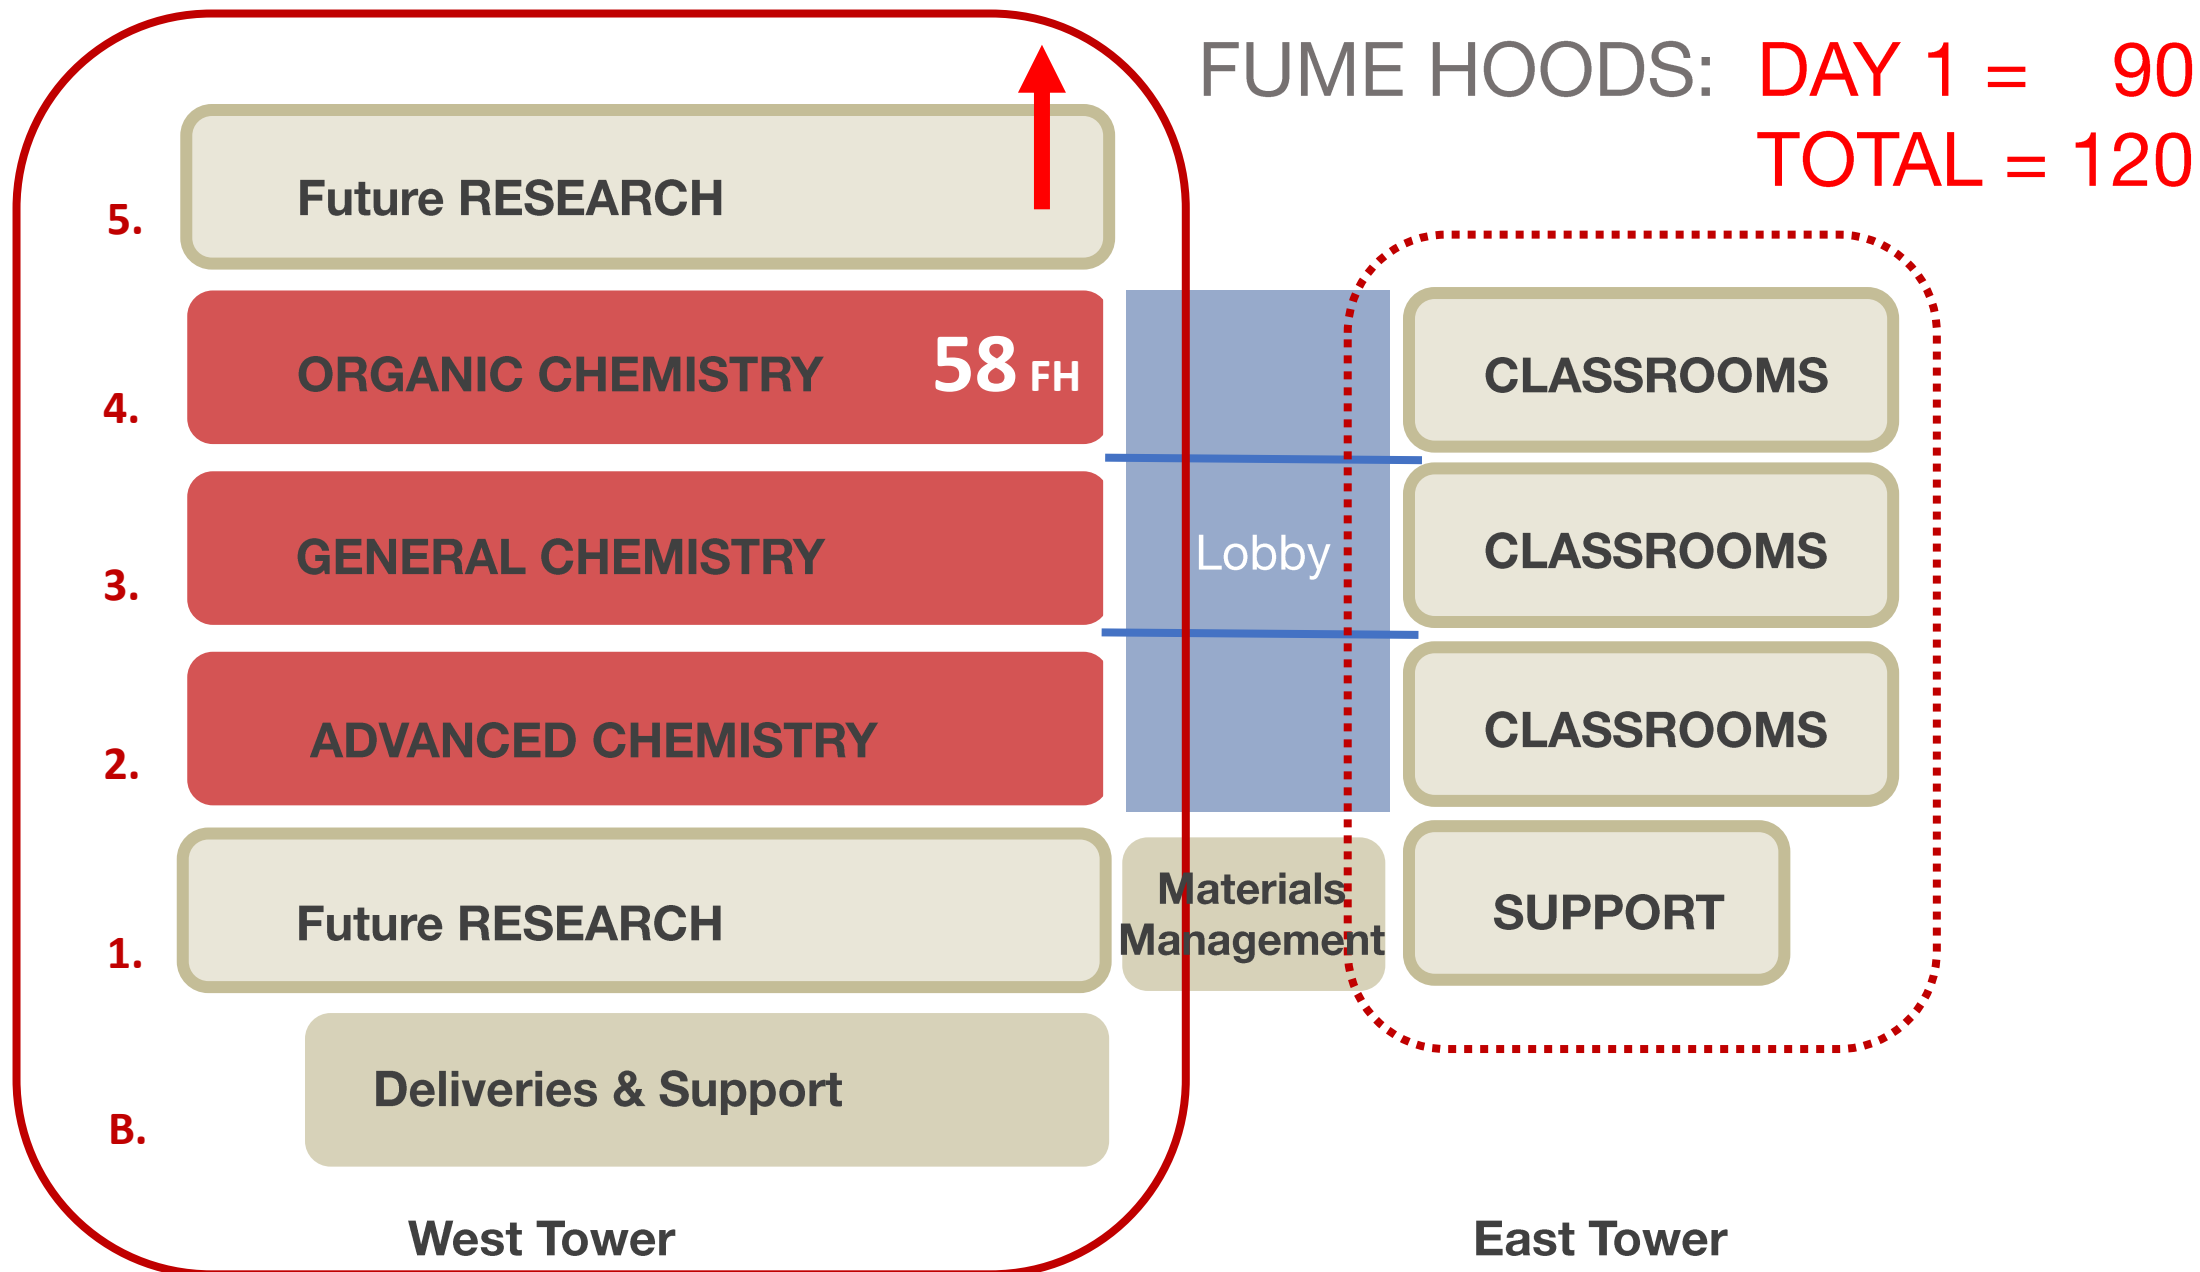 FUME HOODS: DAY 1 = 90
TOTAL = 120
5. Future RESEARCH
4. ORGANIC CHEMISTRY 58 FH
CLASSROOMS
3. GENERAL CHEMISTRY
Lobby
CLASSROOMS
2. ADVANCED CHEMISTRY
CLASSROOMS
1. Future RESEARCH
Materials
Management
SUPPORT
B. Deliveries & Support
West Tower
East Tower